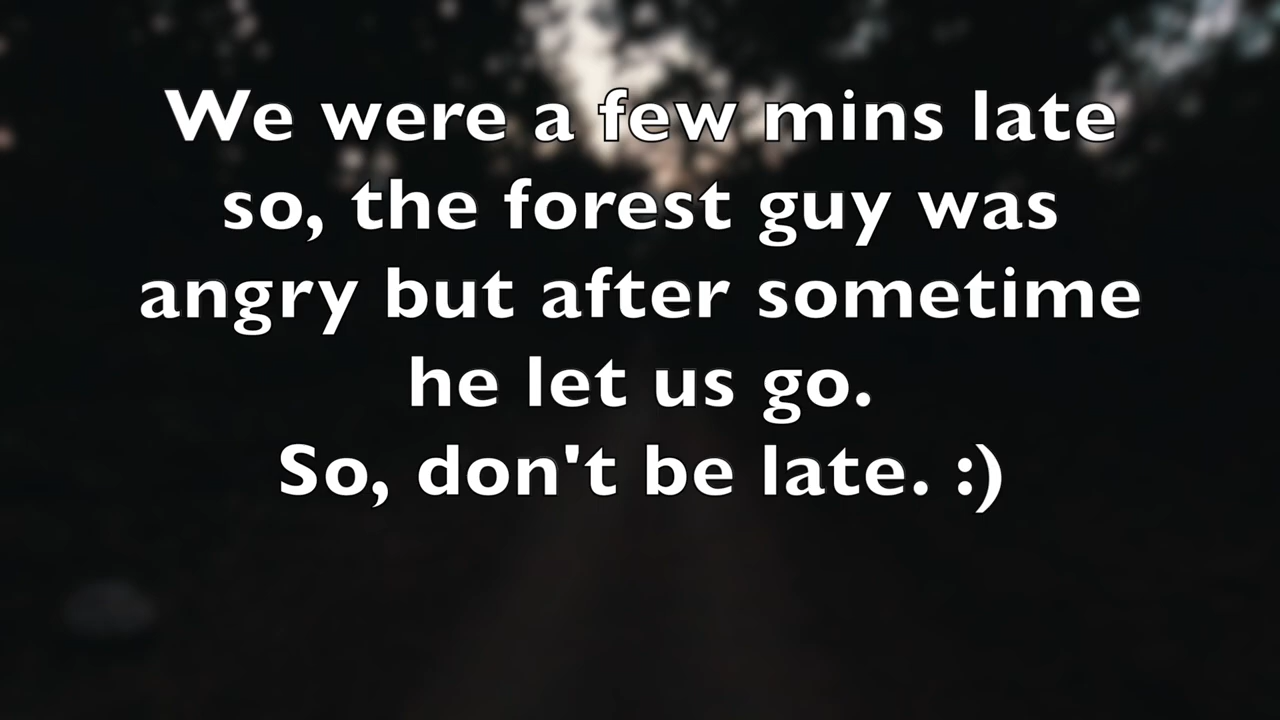 We were a few mins late
so, the forest guy was
angry but after sometime
he let us go.
So, don't be late. :)